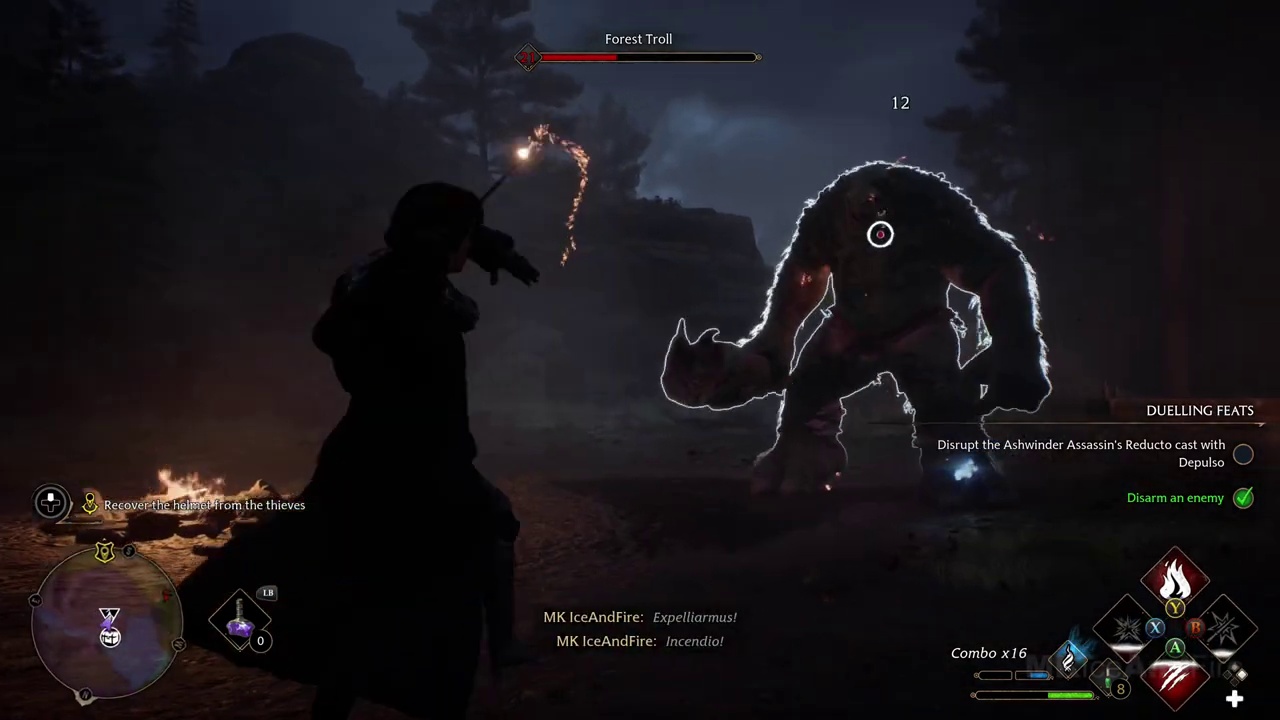 Forest Troll
21
12
DUELLING FEATS
Disrupt the Ashwinder Assassin's Reducto cast with
Depulso
Disarm an enemy
Recover the helmet from the thieves
LB
0
MK IceAndFire: Expelliarmus!
MK IceAndFire: Incendio!
Combo x16
Y
X
B
A
8